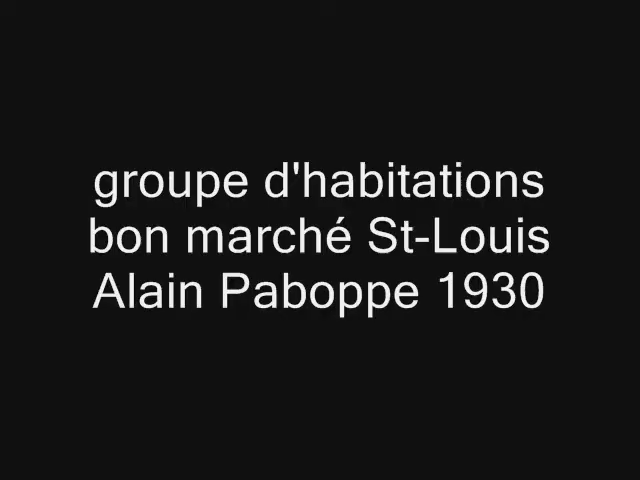 groupe d'habitations
bon marché St-Louis
Alain Paboppe 1930